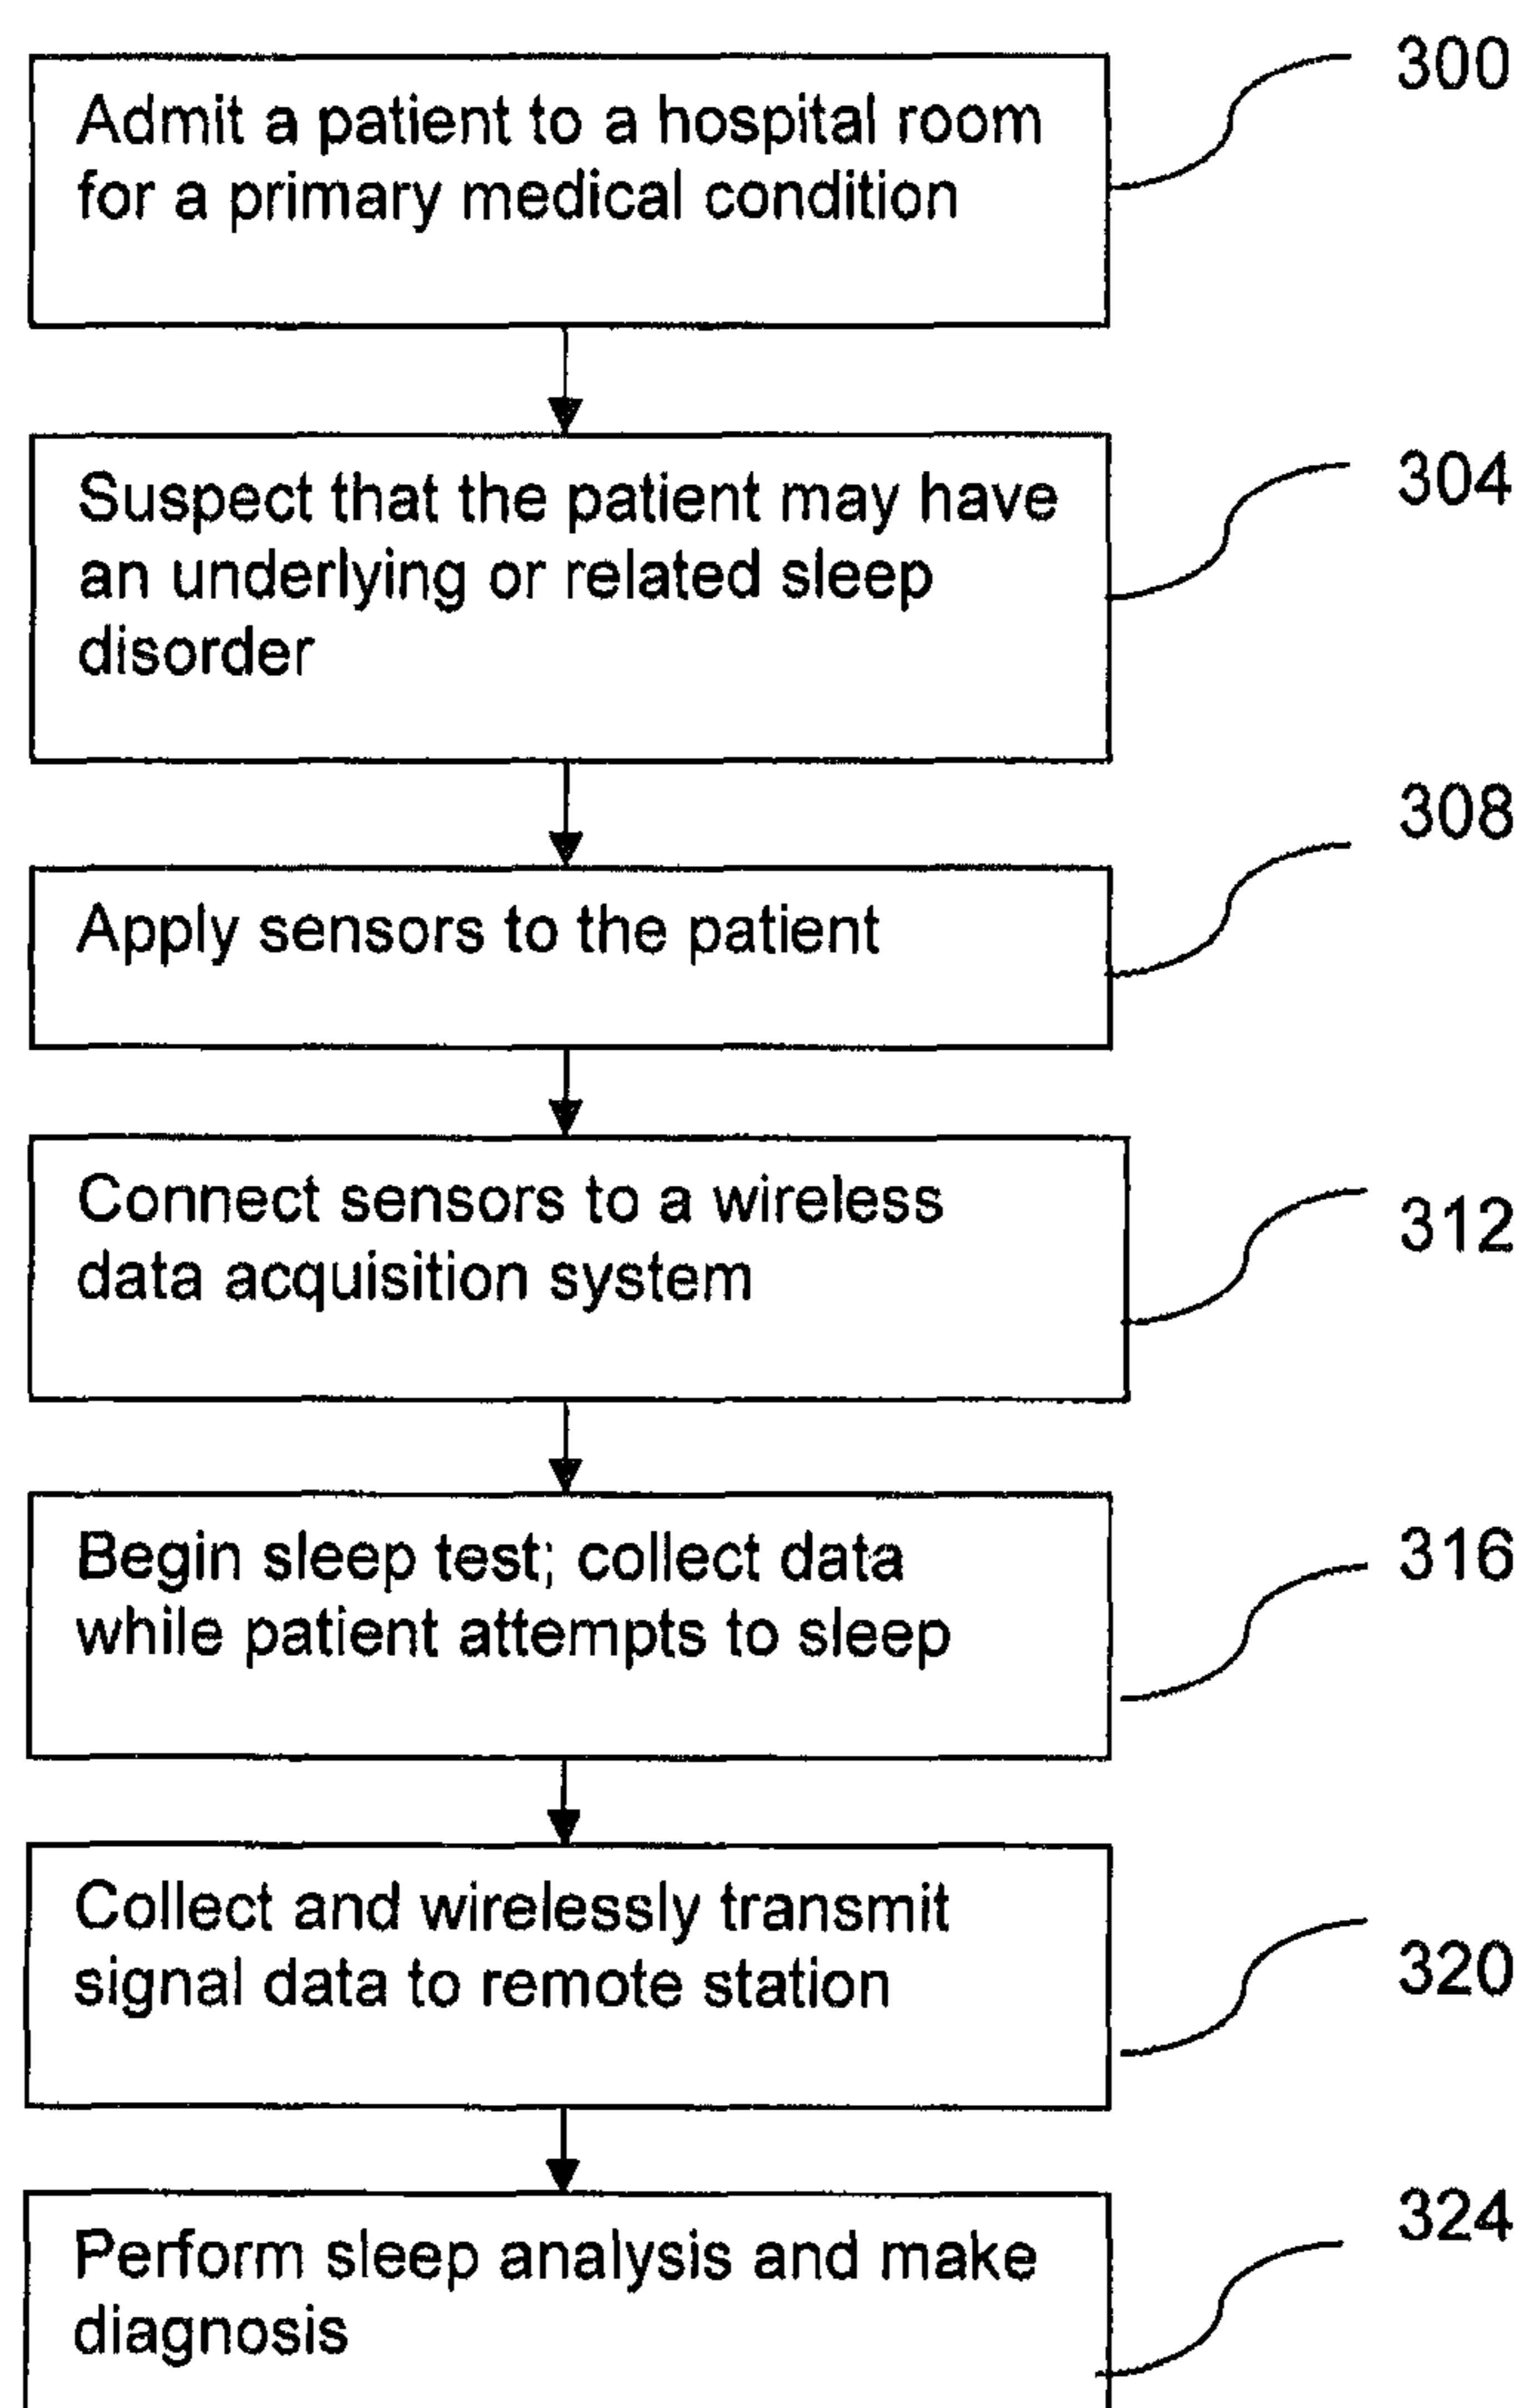 Admit a patient to a hospital room
for a primary medical condition
300
Suspect that the patient may have
an underlying or related sleep
disorder
304
Apply sensors to the patient
308
Connect sensors to a wireless
data acquisition system
312
Begin sleep test; collect data
while patient attempts to sleep
316
Collect and wirelessly transmit
signal data to remote station
320
Perform sleep analysis and make
diagnosis
324